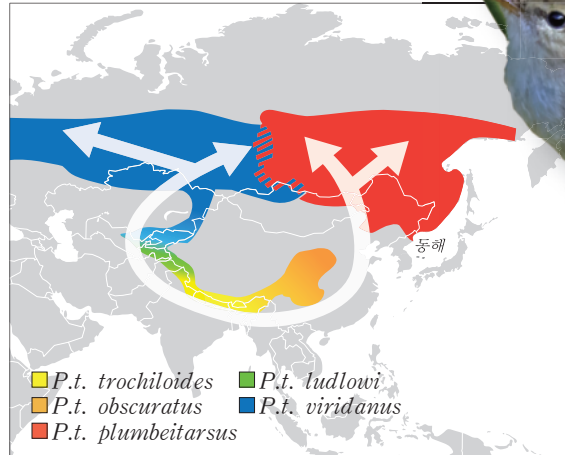 동해
P.t. trochiloides
P.t. ludlowi
P.t. obscuratus
P.t. viridanus
P.t. plumbeitarsus